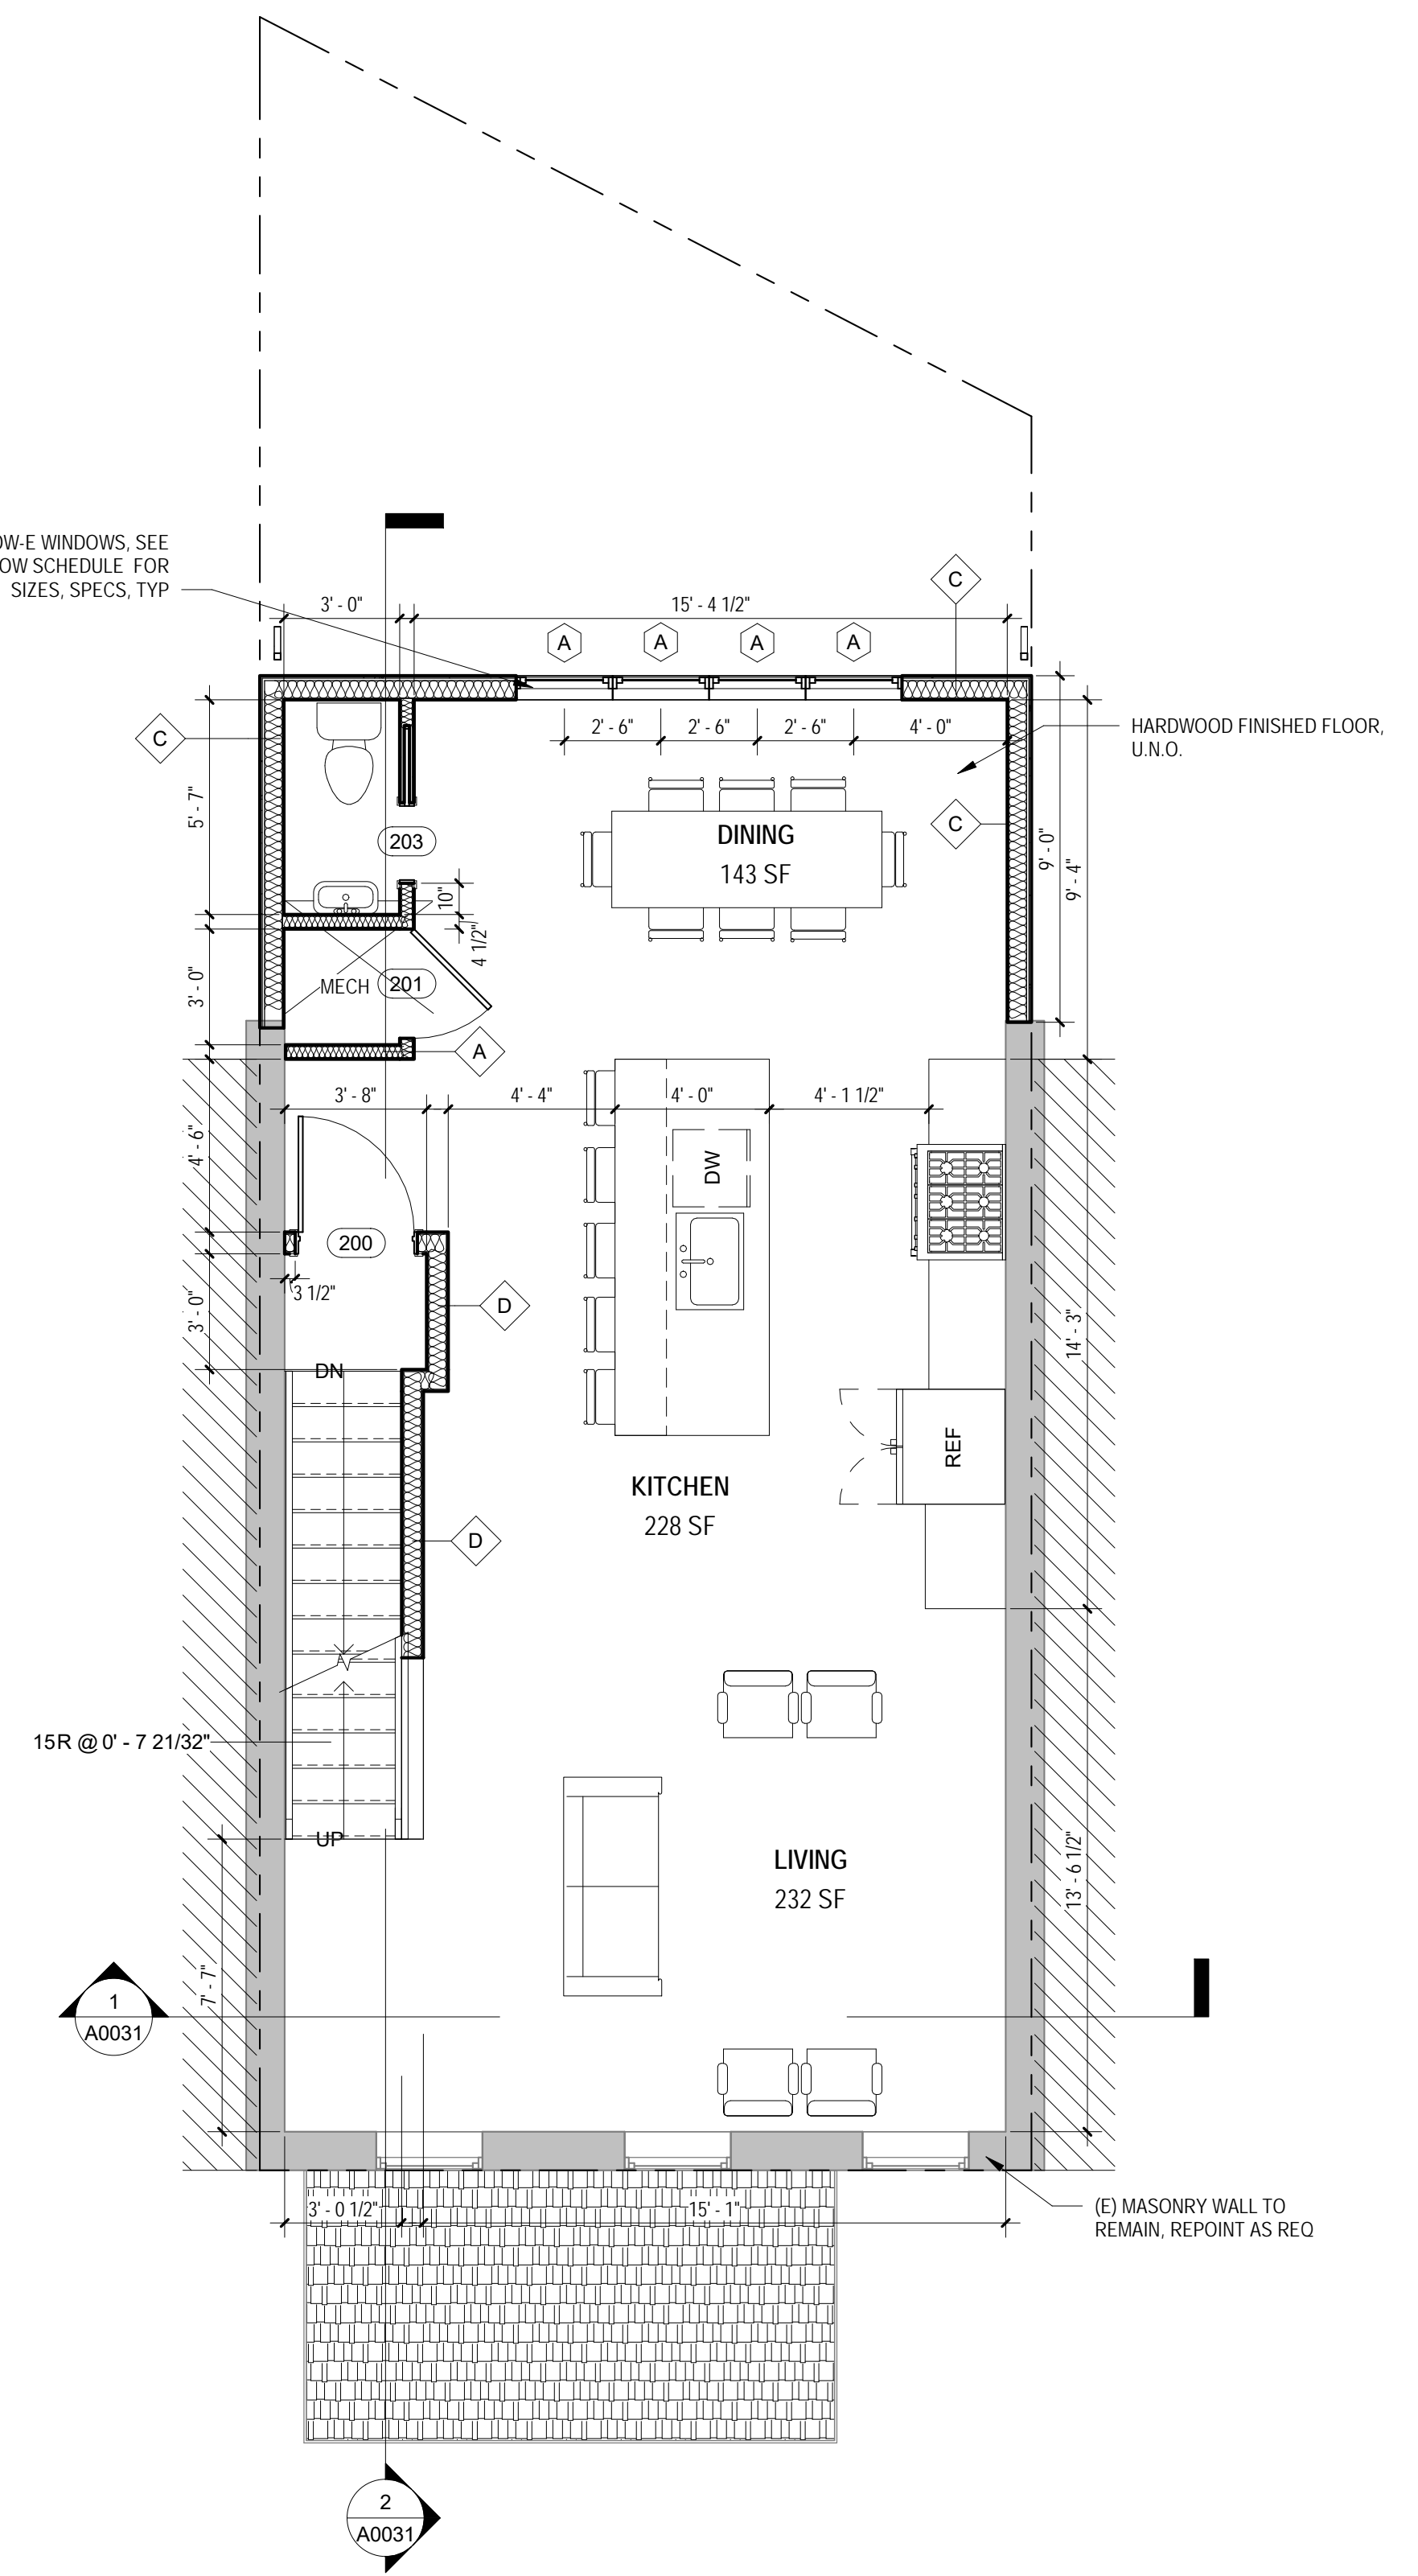 OW-E WINDOWS, SEE
OW SCHEDULE FOR
SIZES, SPECS, TYP
C
3' - 0"
15' - 4 1/2"
A
A
A
A
C
2' - 6"
2' - 6"
2' - 6"
4' - 0"
HARDWOOD FINISHED FLOOR,
U.N.O.
5' - 7"
203
DINING
143 SF
C
9' - 0"
9' - 4"
10"
4 1/2"
3' - 0"
MECH
201
A
3' - 8"
4' - 4"
4' - 0"
4' - 1 1/2"
4' - 6"
DW
200
3 1/2"
3' - 0"
D
14' - 3"
DN
REF
KITCHEN
228 SF
D
15R @ 0' - 7 21/32"
UP
LIVING
232 SF
13' - 6 1/2"
7' - 7"
1
A0031
3' - 0 1/2"
15' - 1"
(E) MASONRY WALL TO
REMAIN, REPOINT AS REQ
2
A0031